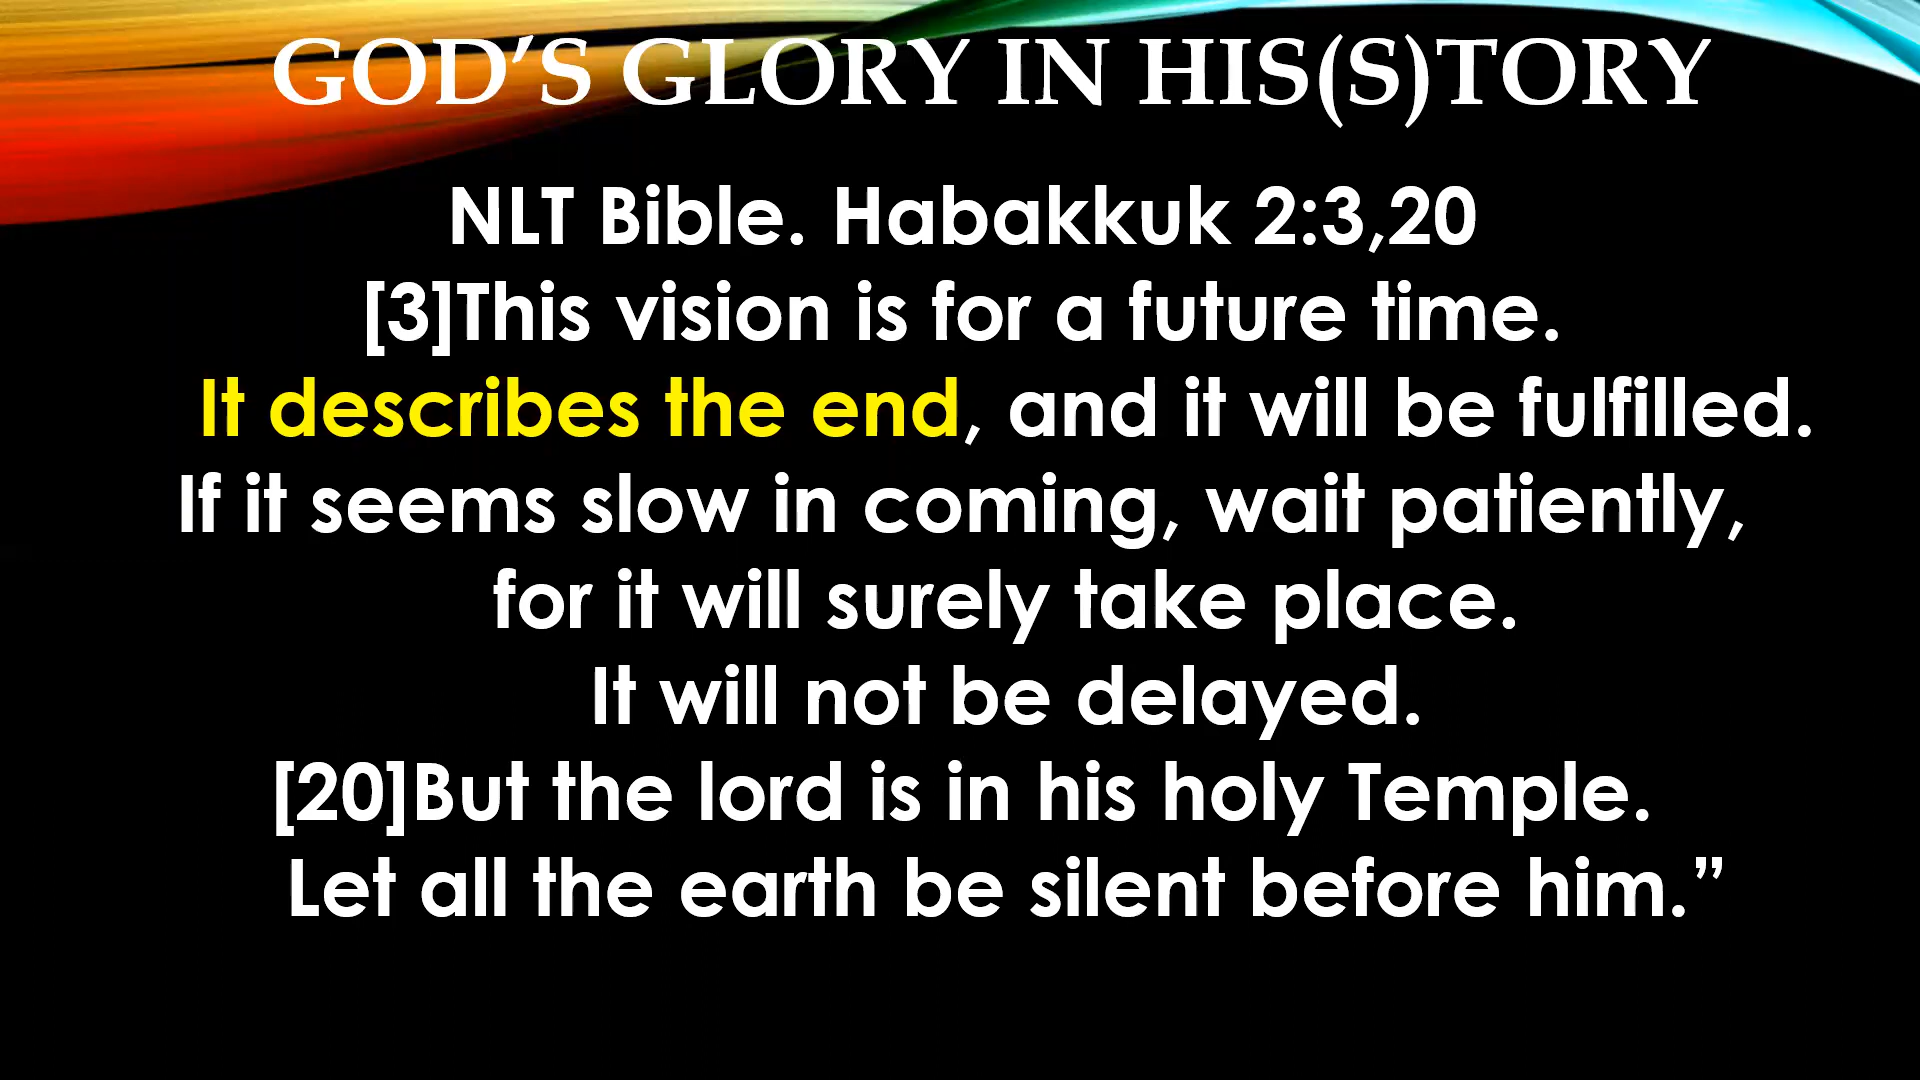 GOD’S GLORY IN HIS(S)TORY
NLT Bible. Habakkuk 2:3,20
[3]This vision is for a future time.
It describes the end, and it will be fulfilled.
If it seems slow in coming, wait patiently,
for it will surely take place.
It will not be delayed.
[20]But the lord is in his holy Temple.
Let all the earth be silent before him.”